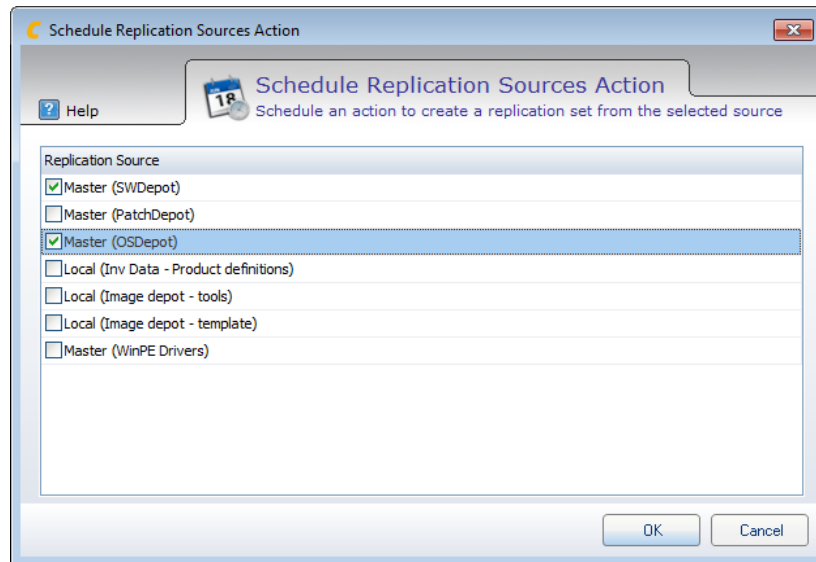 Schedule Replication Sources Action
Schedule Replication Sources Action
Help
Schedule an action to create a replication set from the selected source
18
Replication Source
Master (SWDepot)
Master (PatchDepot)
Master (OSDepot)
Local (Inv Data - Product definitions)
Local (Image depot - tools)
Local (Image depot - template)
Master (WinPE Drivers)
OK
Cancel